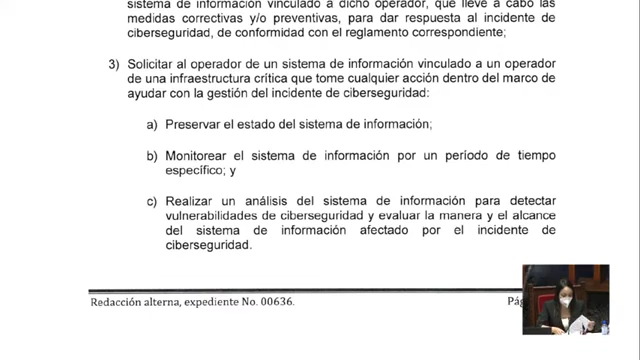 sistema de información vinculado a dicho operador, que lleve a cabo las
medidas correctivas y/o preventivas, para dar respuesta al incidente de
ciberseguridad, de conformidad con el reglamento correspondiente;
3) Solicitar al operador de un sistema de información vinculado a un operador
de una infraestructura crítica que tome cualquier acción dentro del marco de
ayudar con la gestión del incidente de ciberseguridad:
a) Preservar el estado del sistema de información;
b) Monitorear el sistema de información por un período de tiempo
específico; y
c) Realizar un análisis del sistema de información para detectar
vulnerabilidades de ciberseguridad y evaluar la manera y el alcance
del sistema de información afectado por el incidente de
ciberseguridad.
Redacción alterna, expediente No. 00636.